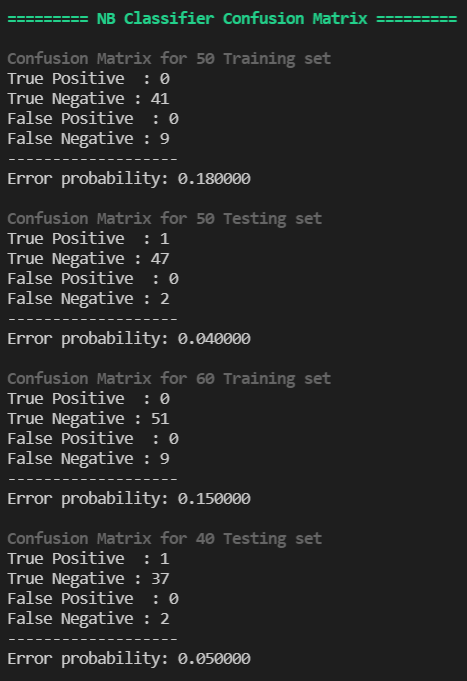 ========= NB Classifier Confusion Matrix =========
Confusion Matrix for 50 Training set
True Positive  : 0
True Negative : 41
False Positive  : 0
False Negative : 9
-------------------
Error probability: 0.180000
Confusion Matrix for 50 Testing set
True Positive  : 1
True Negative : 47
False Positive  : 0
False Negative : 2
-------------------
Error probability: 0.040000
Confusion Matrix for 60 Training set
True Positive  : 0
True Negative : 51
False Positive  : 0
False Negative : 9
-------------------
Error probability: 0.150000
Confusion Matrix for 40 Testing set
True Positive  : 1
True Negative : 37
False Positive  : 0
False Negative : 2
-------------------
Error probability: 0.050000